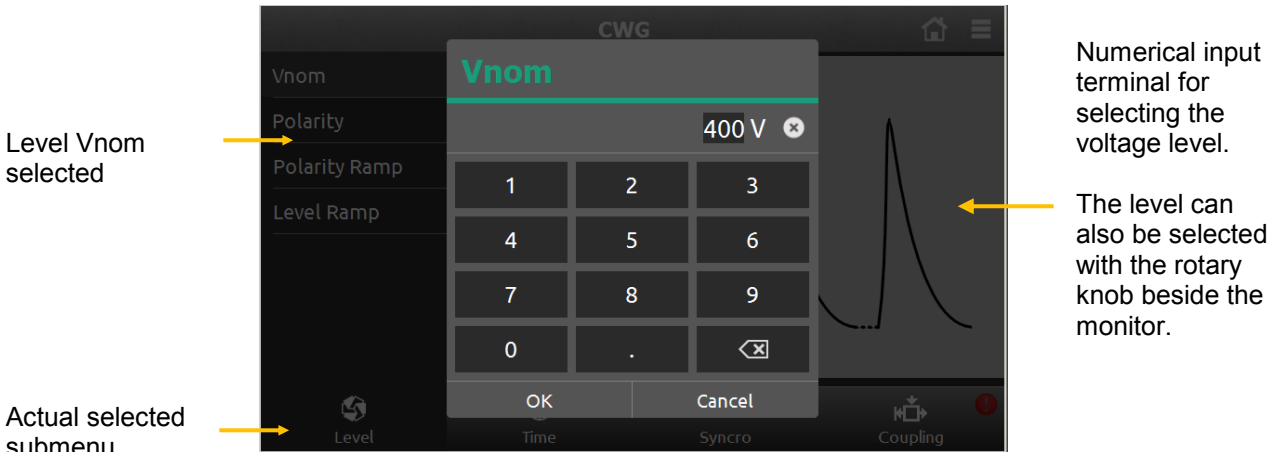 CWG
Vnom
Polarity
Polarity Ramp
Level Ramp
Vnom
400 V
1 2 3
4 5 6
7 8 9
0 .
OK Cancel
Level Time Syncro Coupling
Level Vnom
selected
Actual selected
submenu
Numerical input
terminal for
selecting the
voltage level.
The level can
also be selected
with the rotary
knob beside the
monitor.